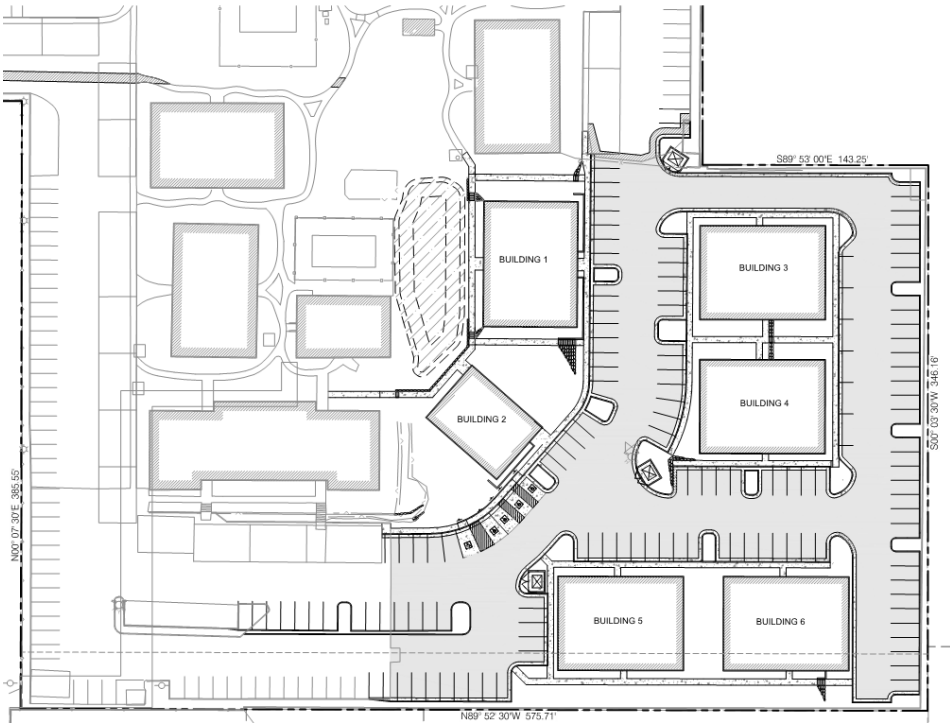 S89° 53' 00"E 143.25'
BUILDING 1
BUILDING 3
BUILDING 2
BUILDING 4
S00° 03' 30"W 346.16'
N00° 07' 30"E 385.55'
BUILDING 5
BUILDING 6
N89° 52' 30"W 575.71'